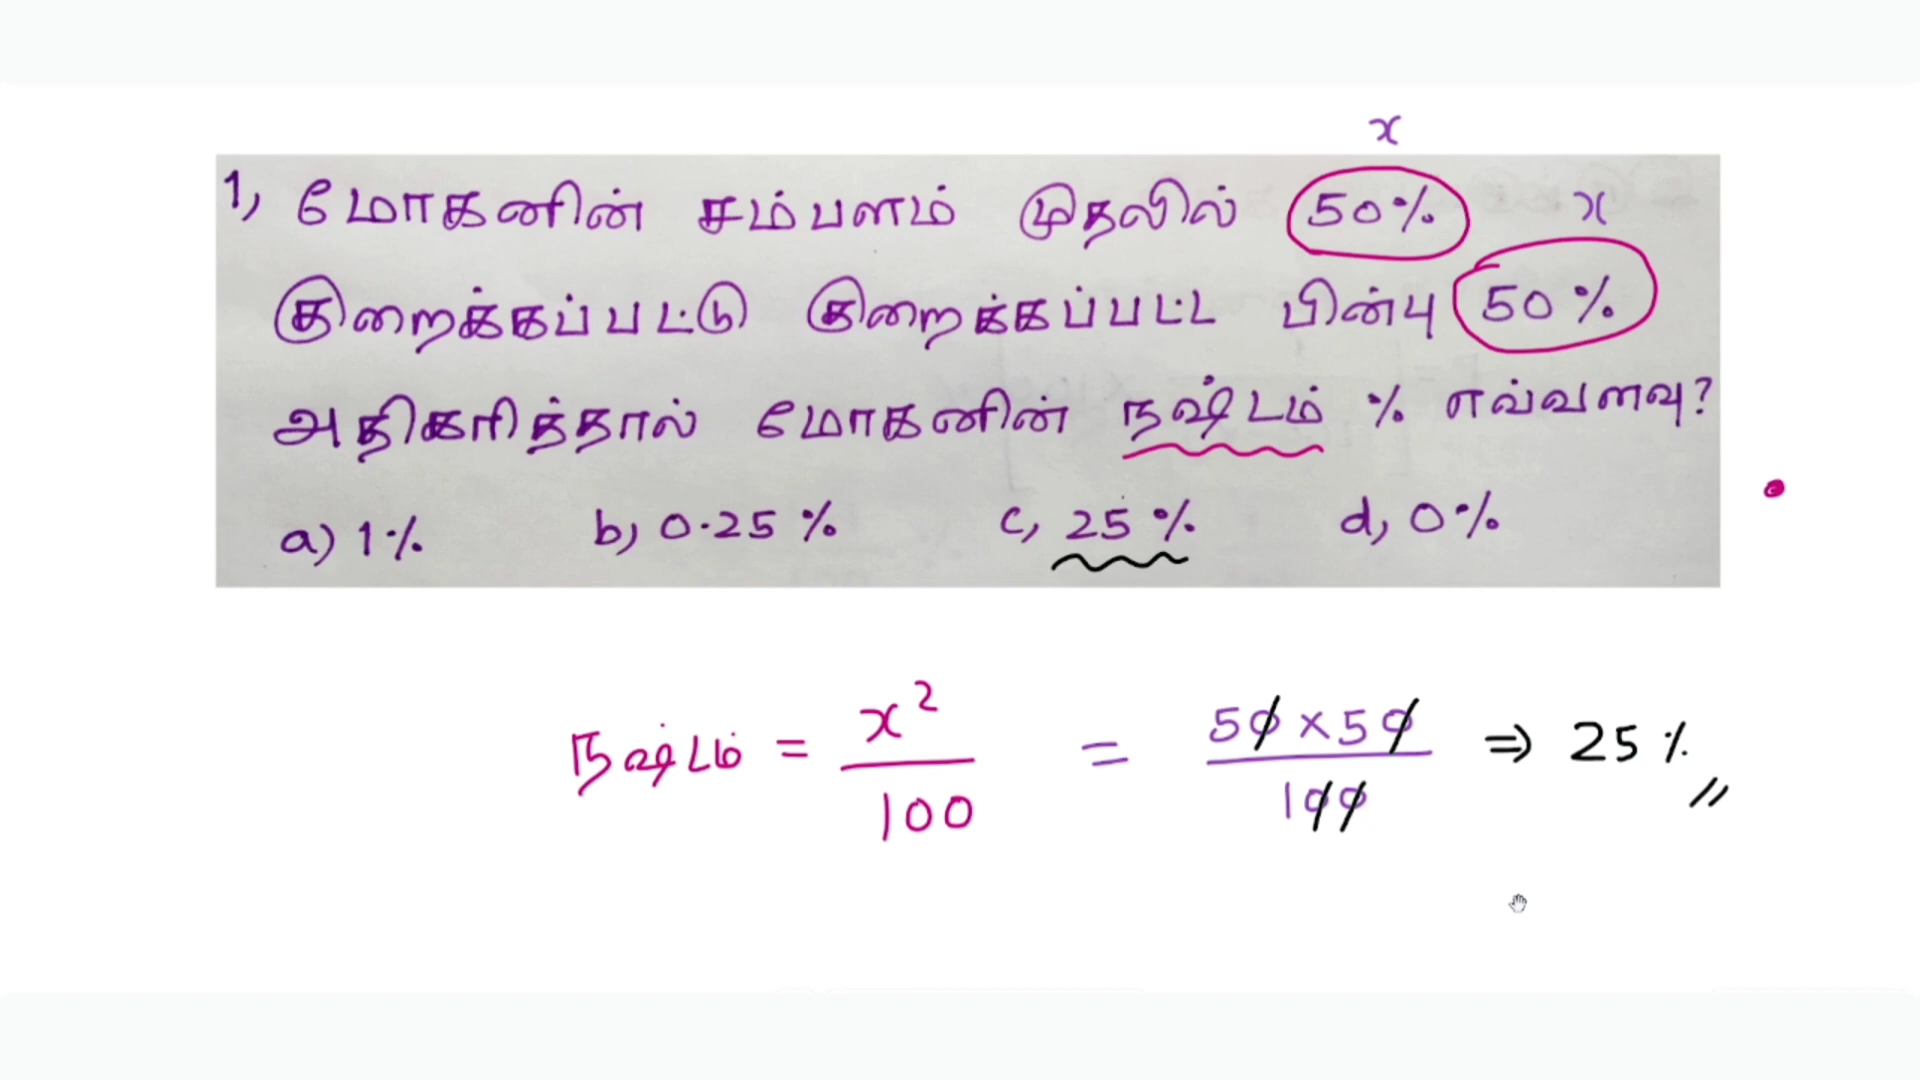 x
1, மோகனின் சம்பளம் முதலில் 50% x
குறைக்கப்பட்டு குறைக்கப்பட்ட பின்பு 50%
அதிகரித்தால் மோகனின் நஷ்டம் % எவ்வளவு?
a) 1% b) 0.25% c, 25% d, 0%
நஷ்டம் = x²/100 = 50×50/100 ⇒ 25%